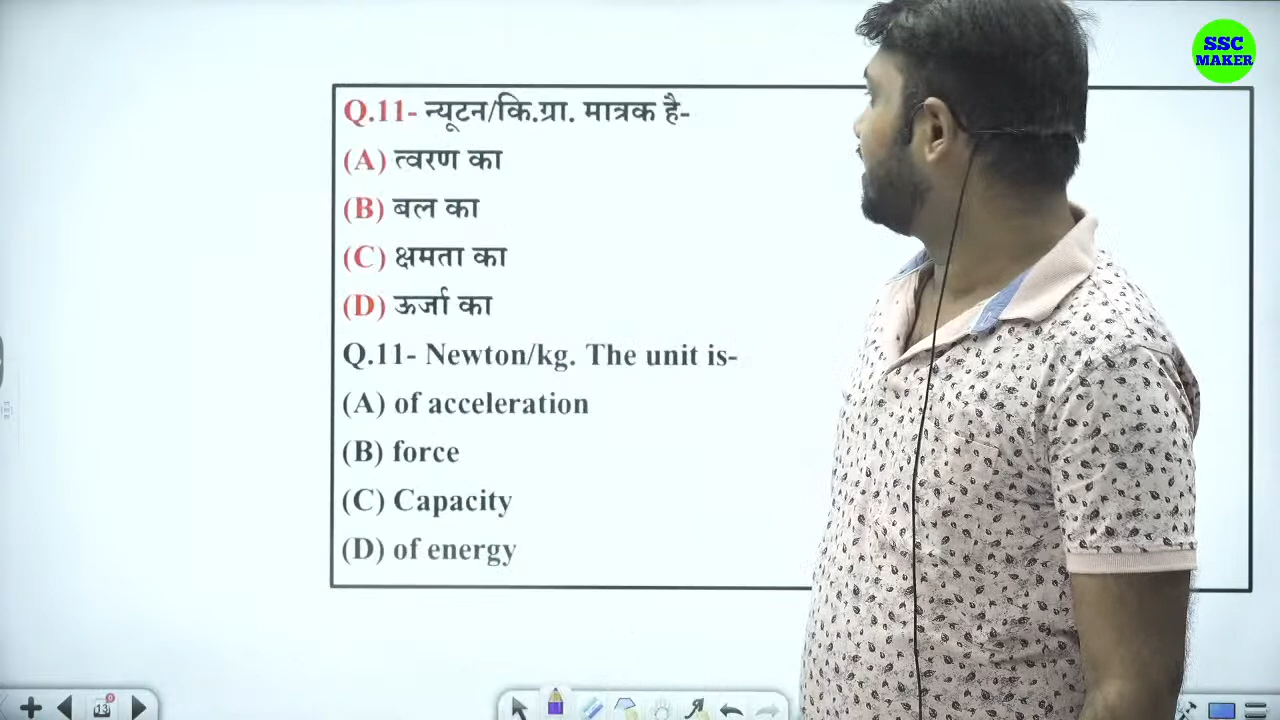 SSC
MAKER
Q.11- न्यूटन/कि.ग्रा. मात्रक है-
(A) त्वरण का
(B) बल का
(C) क्षमता का
(D) ऊर्जा का
Q.11- Newton/kg. The unit is-
(A) of acceleration
(B) force
(C) Capacity
(D) of energy
13